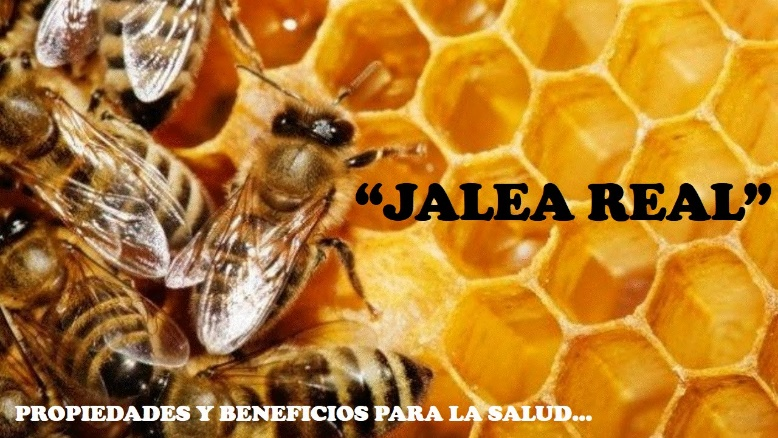 “JALEA REAL”
PROPIEDADES Y BENEFICIOS PARA LA SALUD...